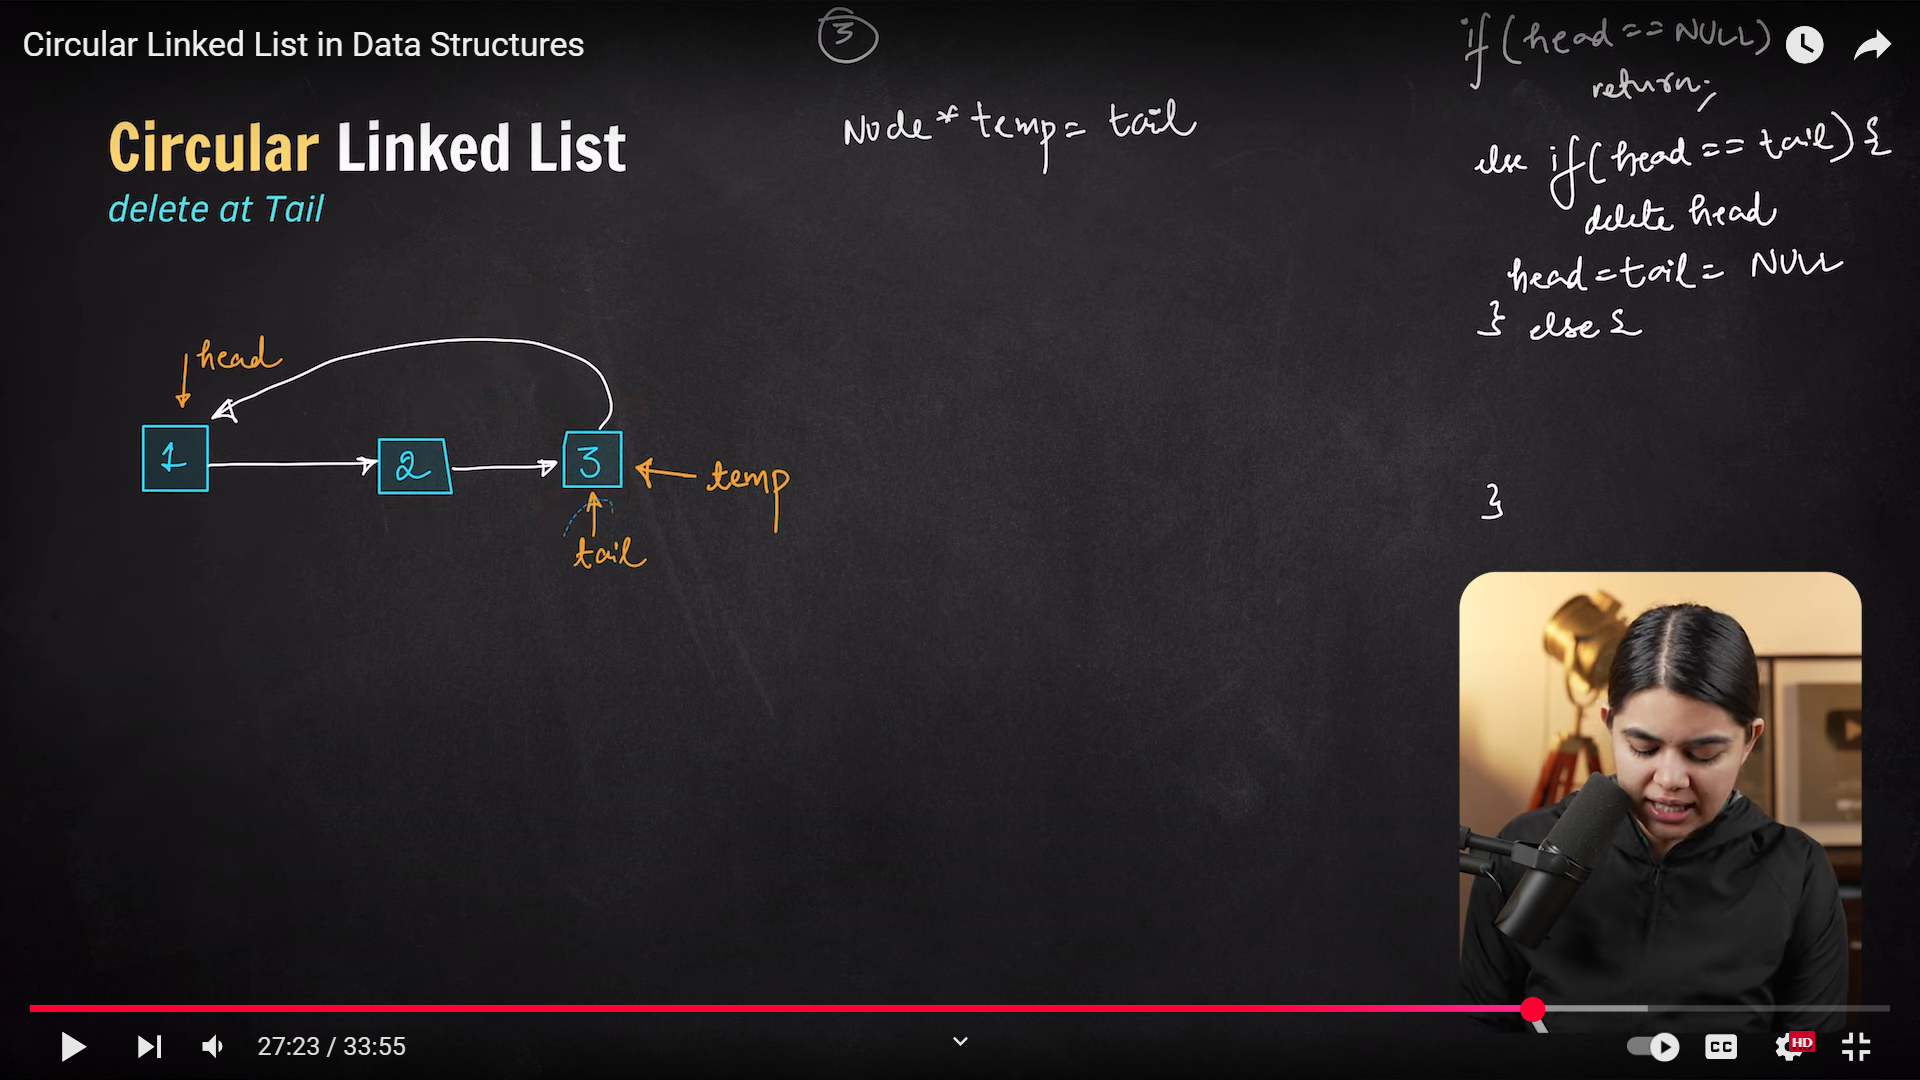 Circular Linked List in Data Structures
3
if (head == NULL)
return;
Circular Linked List
delete at Tail
Node* temp = tail
else if (head == tail) {
delete head
head = tail = NULL
} else {
}
head
1
2
3
temp
tail
27:23 / 33:55
CC
HD